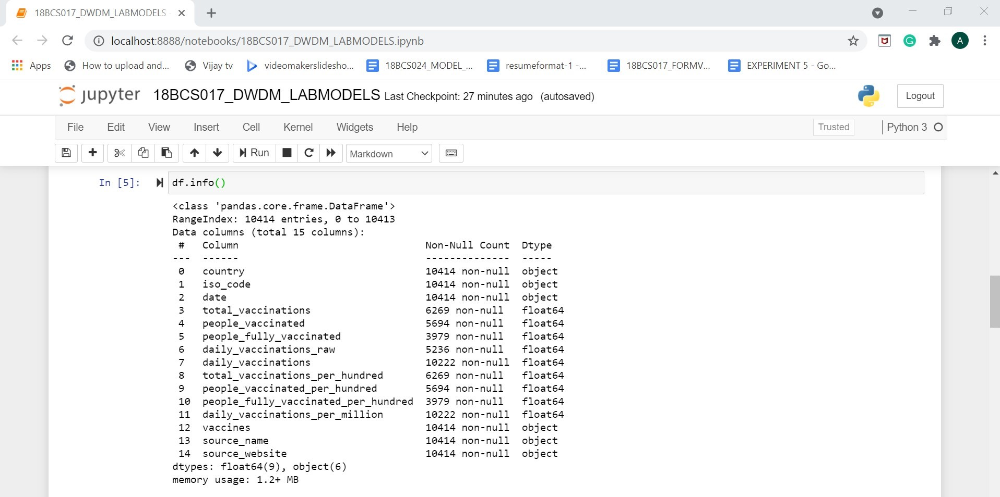 18BCS017_DWDM_LABMODELS
localhost:8888/notebooks/18BCS017_DWDM_LABMODELS.ipynb
A
Apps How to upload and... Vijay tv videomakerslidesho... 18BCS024_MODEL_... resumeformat-1 -... 18BCS017_FORMV... EXPERIMENT 5 - Go...
jupyter 18BCS017_DWDM_LABMODELS Last Checkpoint: 27 minutes ago (autosaved) Logout
File Edit View Insert Cell Kernel Widgets Help Trusted Python 3
Run Markdown
In [5]: df.info()
<class 'pandas.core.frame.DataFrame'>
RangeIndex: 10414 entries, 0 to 10413
Data columns (total 15 columns):
# Column Non-Null Count Dtype
--- ------ -------------- -----
0 country 10414 non-null object
1 iso_code 10414 non-null object
2 date 10414 non-null object
3 total_vaccinations 6269 non-null float64
4 people_vaccinated 5694 non-null float64
5 people_fully_vaccinated 3979 non-null float64
6 daily_vaccinations_raw 5236 non-null float64
7 daily_vaccinations 10222 non-null float64
8 total_vaccinations_per_hundred 6269 non-null float64
9 people_vaccinated_per_hundred 5694 non-null float64
10 people_fully_vaccinated_per_hundred 3979 non-null float64
11 daily_vaccinations_per_million 10222 non-null float64
12 vaccines 10414 non-null object
13 source_name 10414 non-null object
14 source_website 10414 non-null object
dtypes: float64(9), object(6)
memory usage: 1.2+ MB